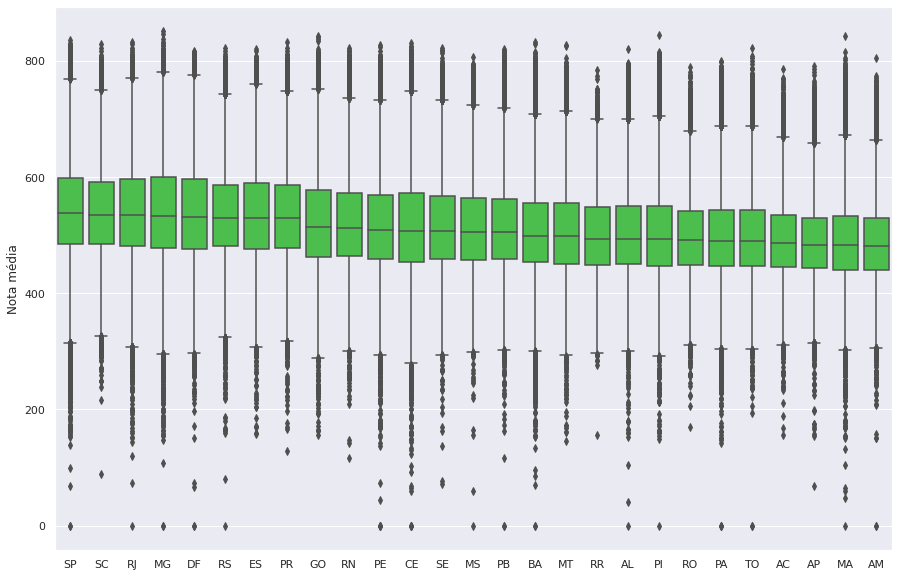 Nota média
800
600
400
200
0
SP SC RJ MG DF RS ES PR GO RN PE CE SE MS PB BA MT RR AL PI RO PA TO AC AP MA AM